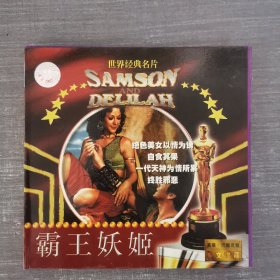 世界经典名片
SAMSON
AND
DELILAH
绝色美女以情为饵
自食其果
一代天神为情所累
终胜邪恶
霸王妖姬